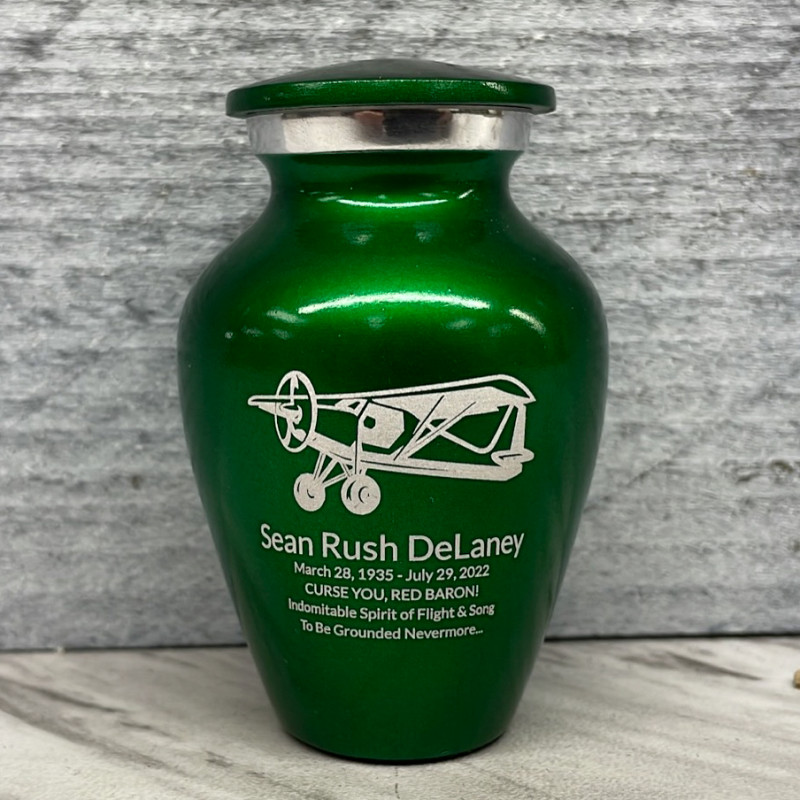 Sean Rush DeLaney
March 28, 1935 - July 29, 2022
CURSE YOU, RED BARON!
Indomitable Spirit of Flight & Song
To Be Grounded Nevermore...